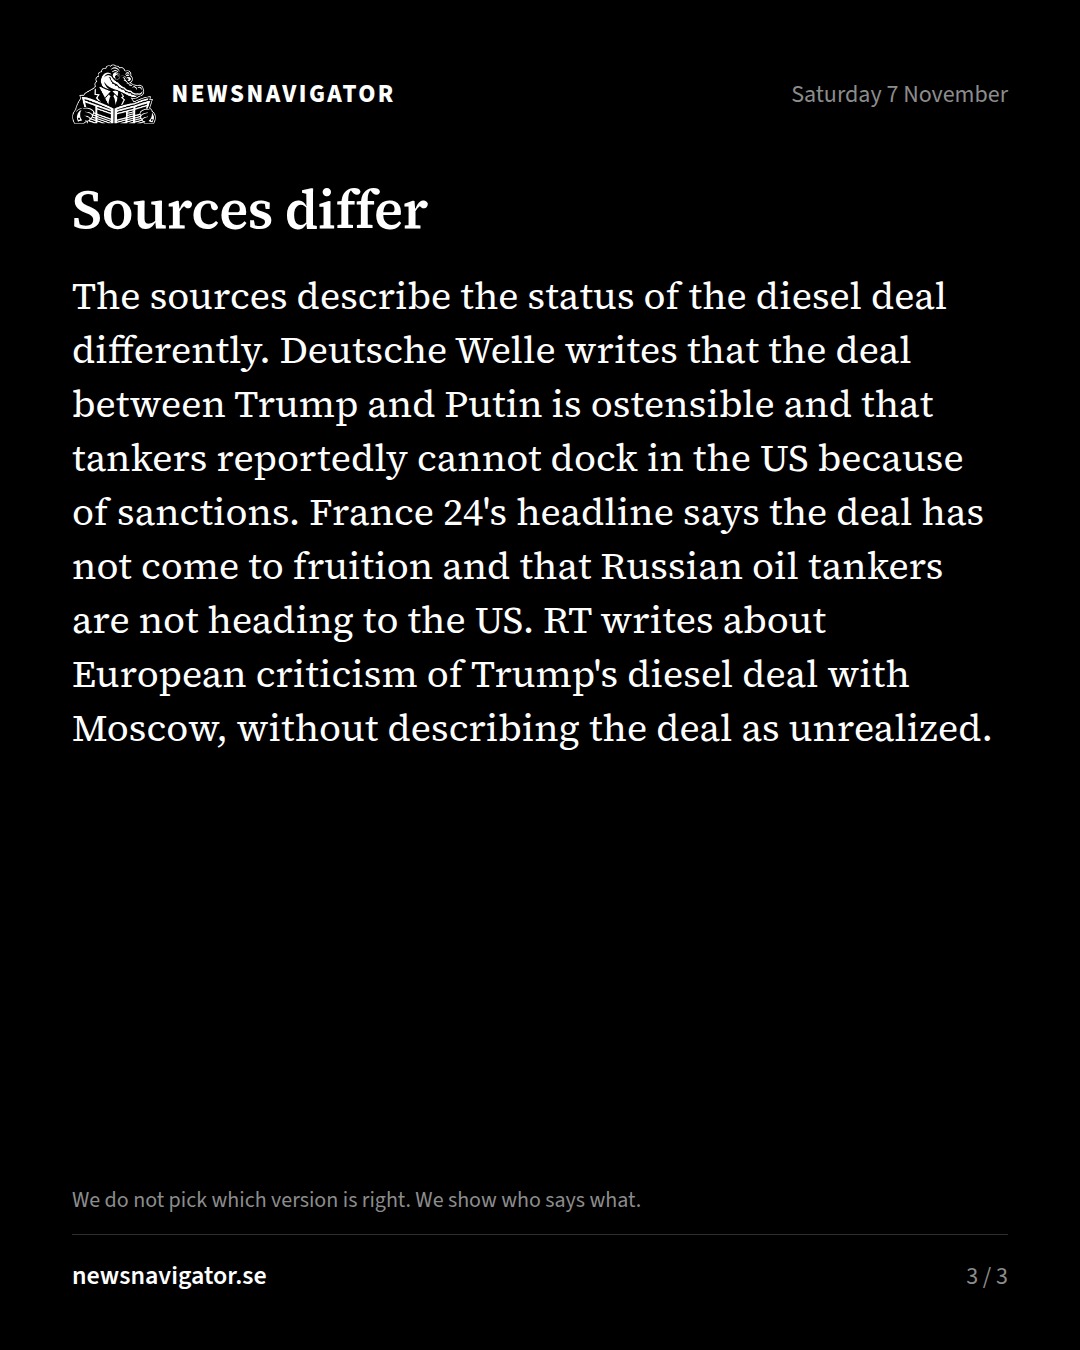 NEWSNAVIGATOR
Saturday 7 November
Sources differ
The sources describe the status of the diesel deal
differently. Deutsche Welle writes that the deal
between Trump and Putin is ostensible and that
tankers reportedly cannot dock in the US because
of sanctions. France 24's headline says the deal has
not come to fruition and that Russian oil tankers
are not heading to the US. RT writes about
European criticism of Trump's diesel deal with
Moscow, without describing the deal as unrealized.
We do not pick which version is right. We show who says what.
newsnavigator.se
3 / 3